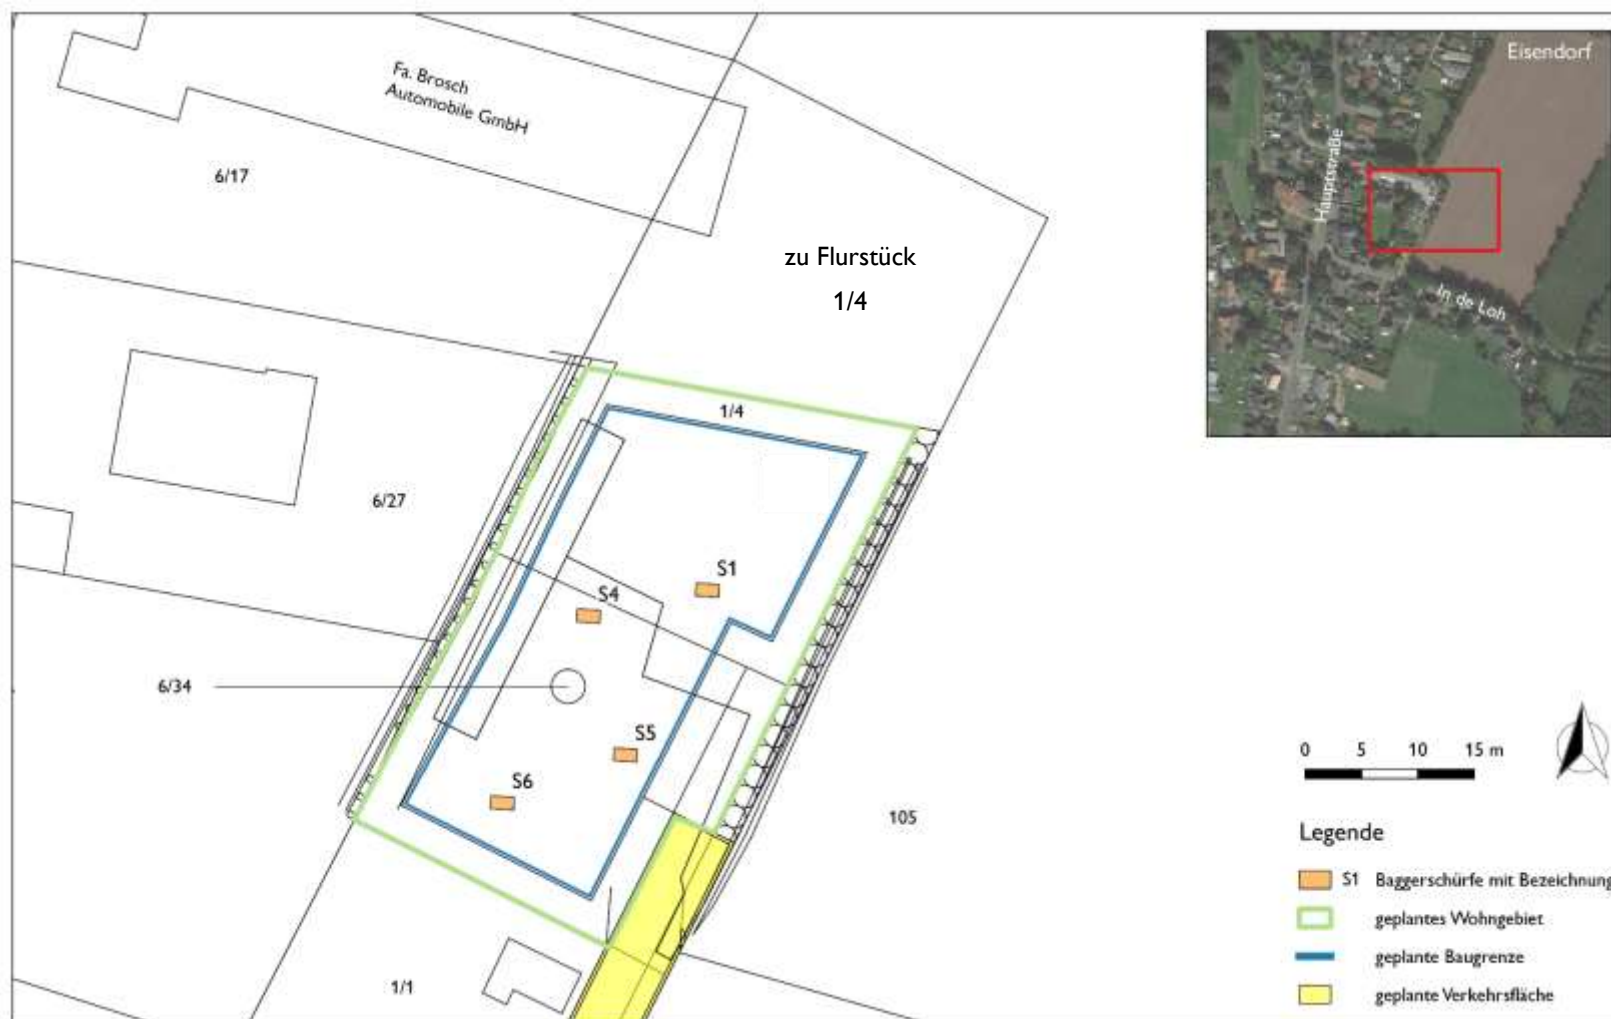 Fa. Brosch
Automobile GmbH
6/17
zu Flurstück
1/4
1/4
6/27
S1
S4
6/34
S5
S6
105
1/1
Eisendorf
Hauptstraße
In de Loh
0 5 10 15 m
Legende
S1 Baggerschürfe mit Bezeichnung
geplantes Wohngebiet
geplante Baugrenze
geplante Verkehrsfläche